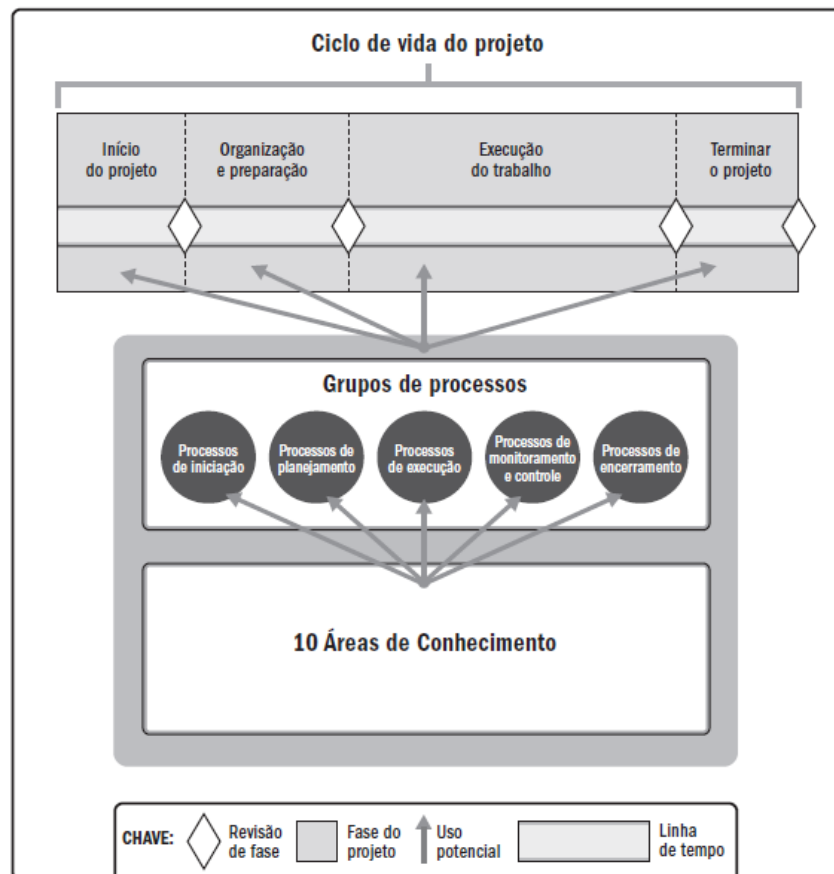 Ciclo de vida do projeto
Início
do projeto
Organização
e preparação
Execução
do trabalho
Terminar
o projeto
Grupos de processos
Processos
de iniciação
Processos de
planejamento
Processos
de execução
Processos de
monitoramento
e controle
Processos de
encerramento
10 Áreas de Conhecimento
CHAVE:
Revisão
de fase
Fase do
projeto
Uso
potencial
Linha
de tempo